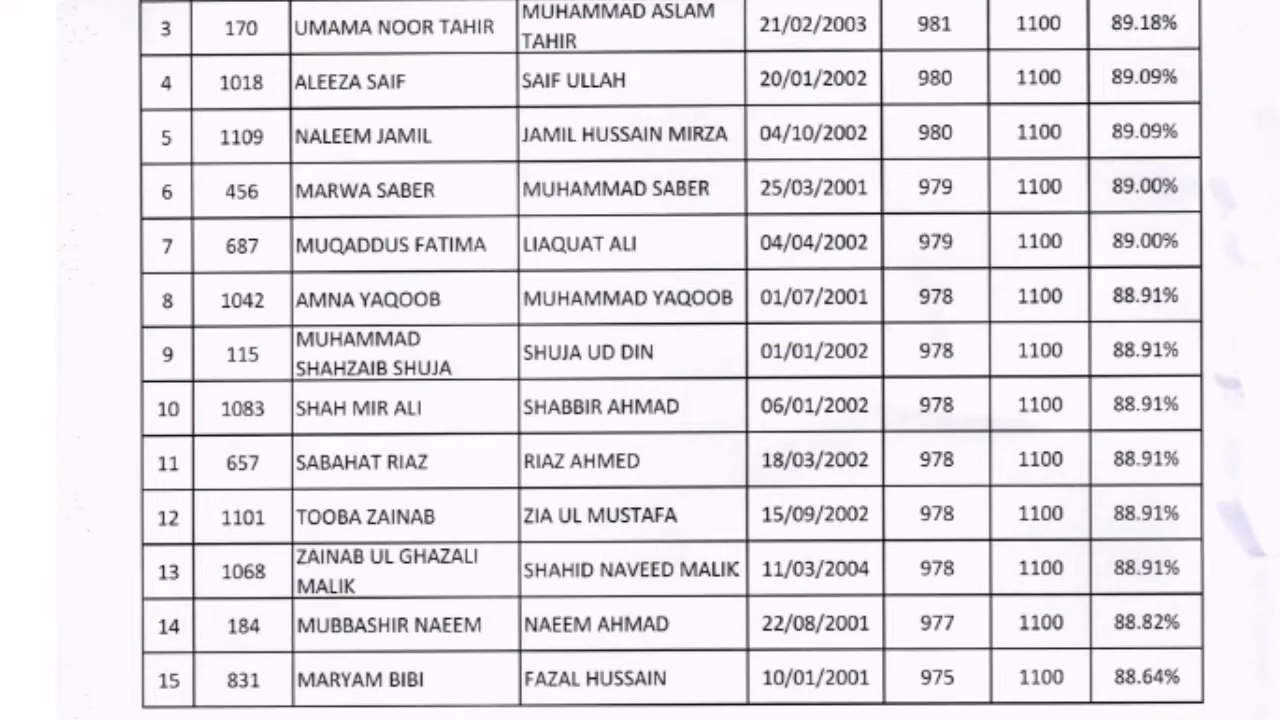 3 170 UMAMA NOOR TAHIR MUHAMMAD ASLAM TAHIR 21/02/2003 981 1100 89.18%
4 1018 ALEEZA SAIF SAIF ULLAH 20/01/2002 980 1100 89.09%
5 1109 NALEEM JAMIL JAMIL HUSSAIN MIRZA 04/10/2002 980 1100 89.09%
6 456 MARWA SABER MUHAMMAD SABER 25/03/2001 979 1100 89.00%
7 687 MUQADDUS FATIMA LIAQUAT ALI 04/04/2002 979 1100 89.00%
8 1042 AMNA YAQOOB MUHAMMAD YAQOOB 01/07/2001 978 1100 88.91%
9 115 MUHAMMAD SHAHZAIB SHUJA SHUJA UD DIN 01/01/2002 978 1100 88.91%
10 1083 SHAH MIR ALI SHABBIR AHMAD 06/01/2002 978 1100 88.91%
11 657 SABAHAT RIAZ RIAZ AHMED 18/03/2002 978 1100 88.91%
12 1101 TOOBA ZAINAB ZIA UL MUSTAFA 15/09/2002 978 1100 88.91%
13 1068 ZAINAB UL GHAZALI MALIK SHAHID NAVEED MALIK 11/03/2004 978 1100 88.91%
14 184 MUBBASHIR NAEEM NAEEM AHMAD 22/08/2001 977 1100 88.82%
15 831 MARYAM BIBI FAZAL HUSSAIN 10/01/2001 975 1100 88.64%